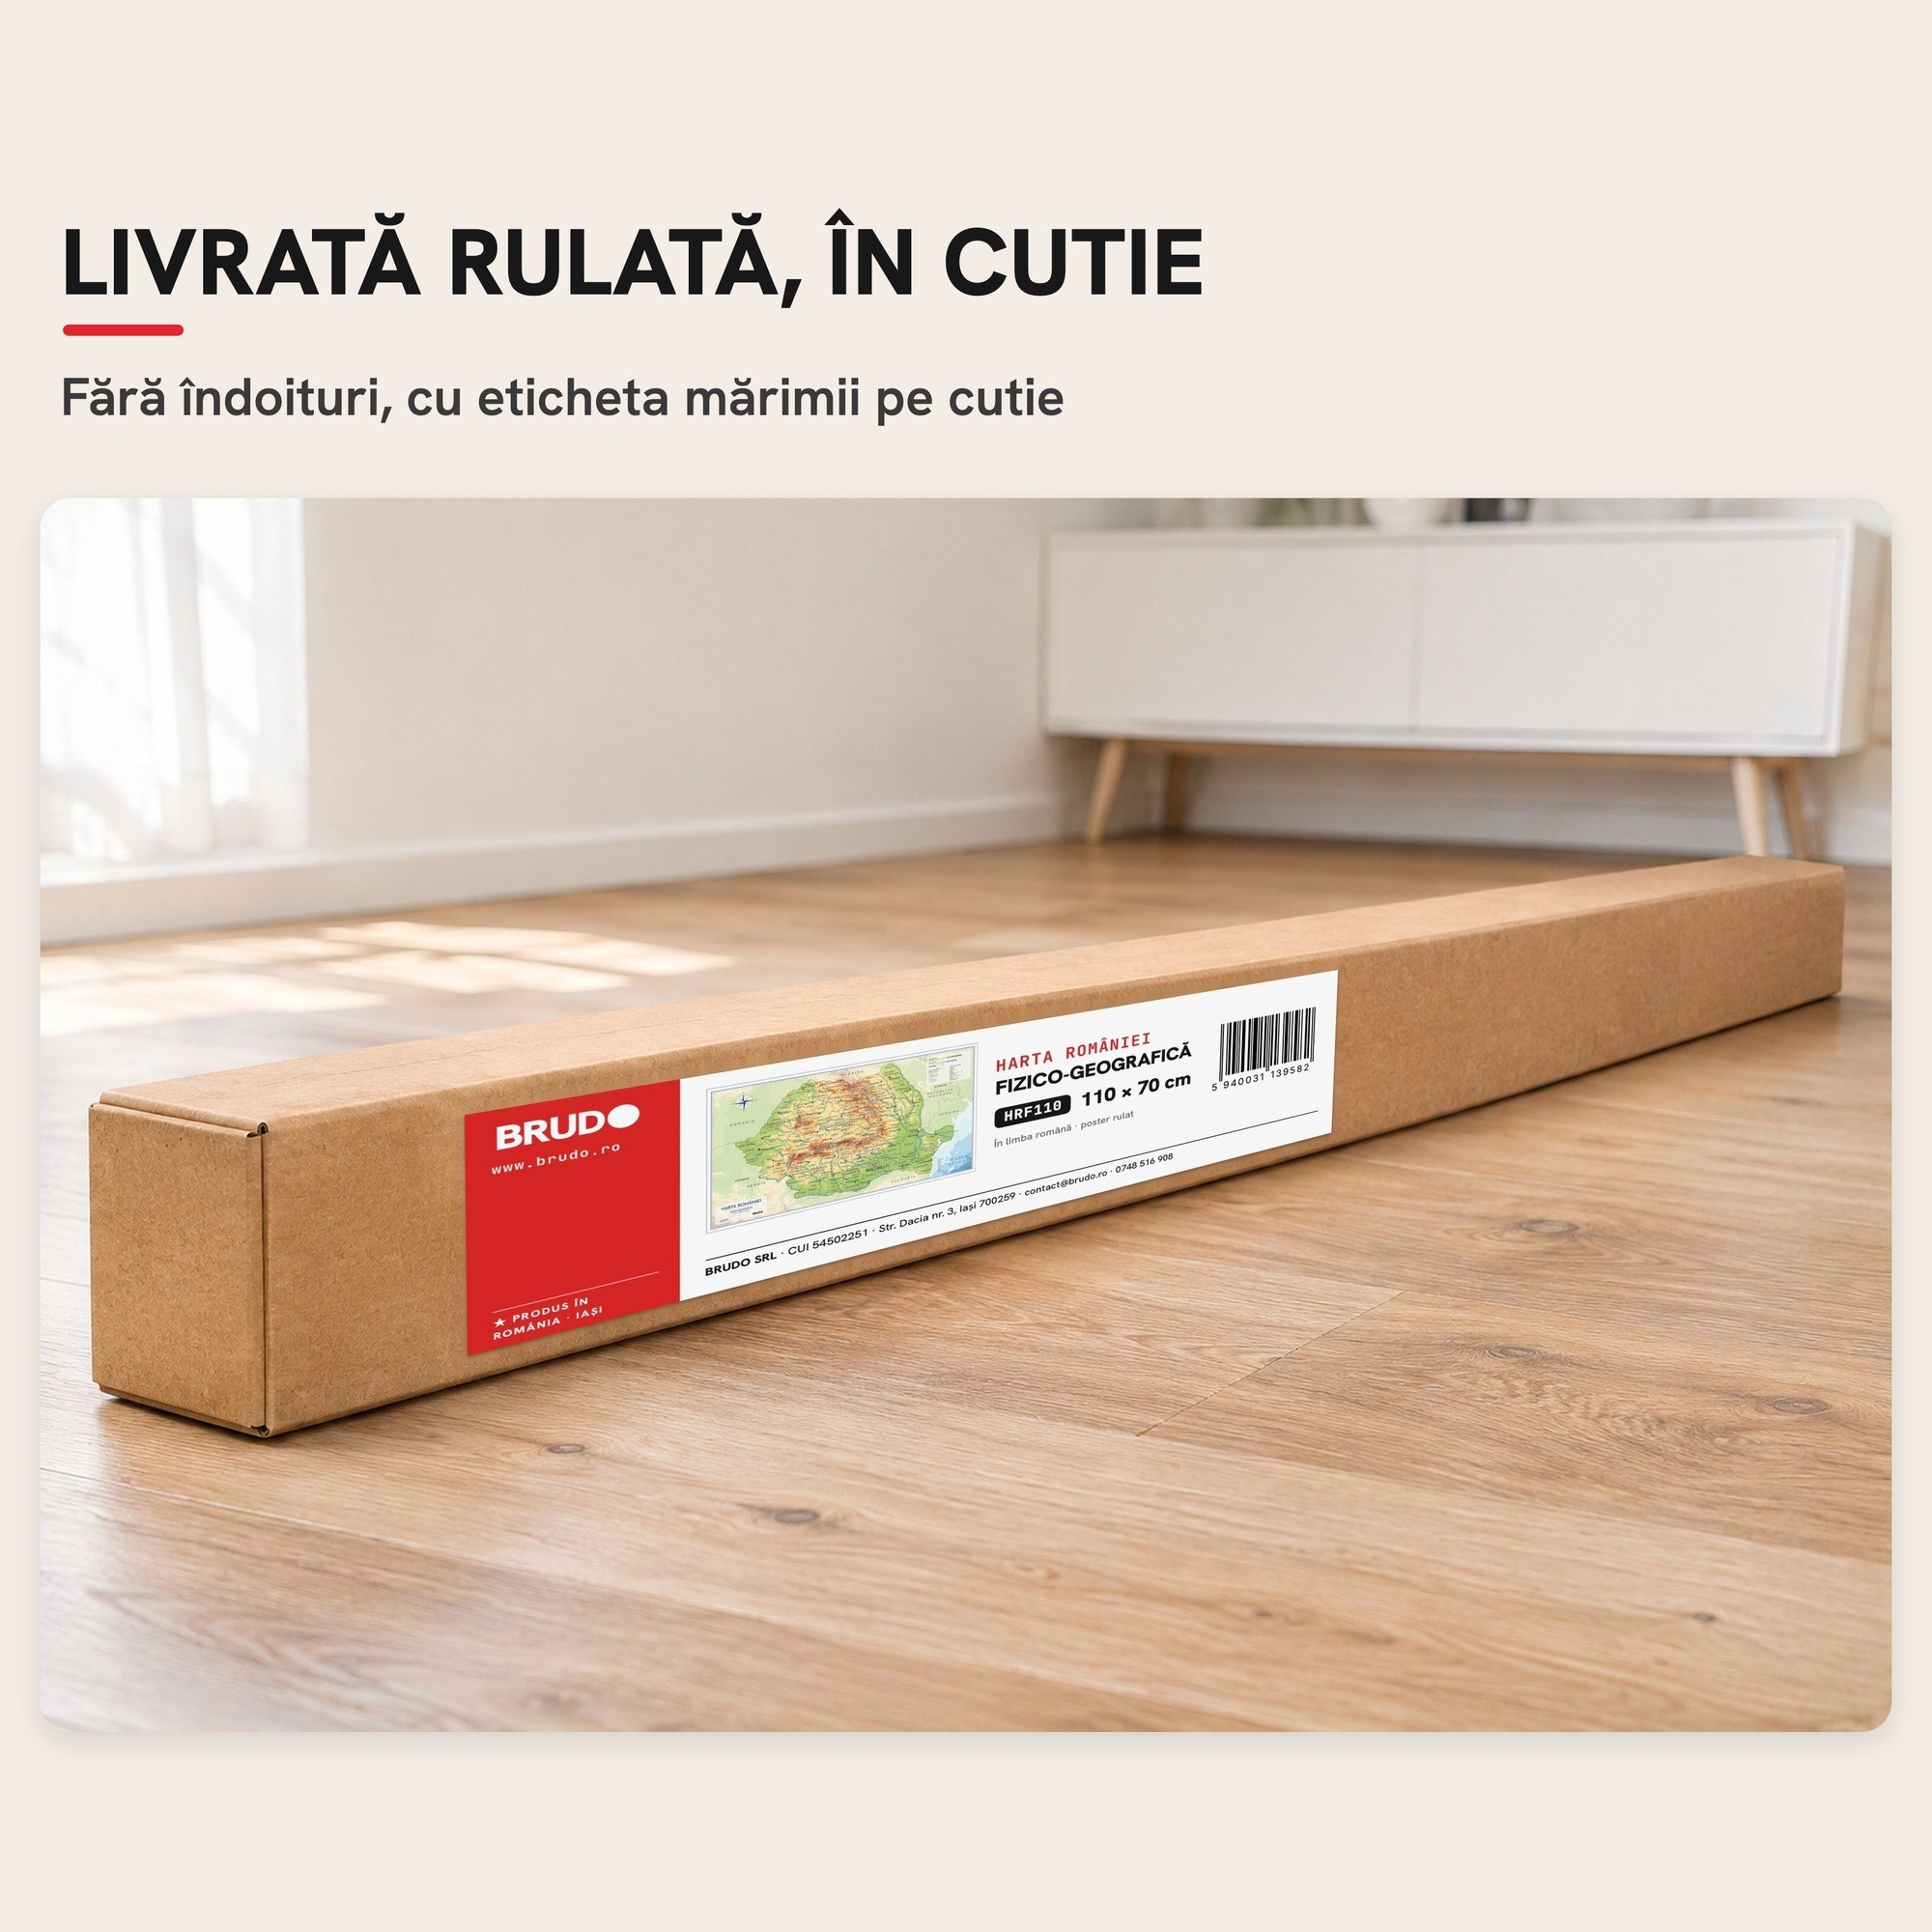 LIVRATĂ RULATĂ, ÎN CUTIE
Fără îndoituri, cu eticheta mărimii pe cutie
BRUDO
www.brudo.ro
★ PRODUS ÎN
ROMÂNIA · IAȘI
HARTA ROMÂNIEI
FIZICO-GEOGRAFICĂ
HRF110 110 × 70 cm
În limba română · poster rulat
5 940031 139582
BRUDO SRL · CUI 54502251 · Str. Dacia nr. 3, Iași 700259 · contact@brudo.ro · 0748 516 908
HARTA ROMÂNIEI